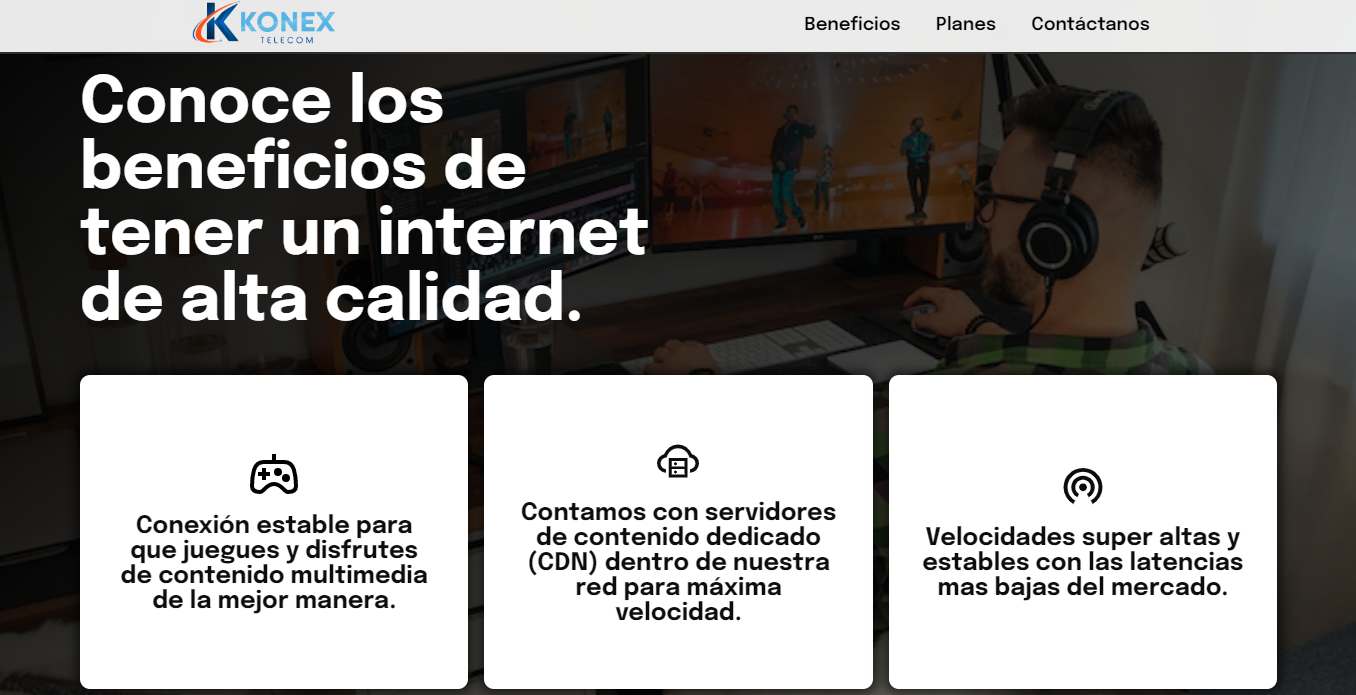 KONEX
TELECOM
Beneficios Planes Contáctanos
Conoce los
beneficios de
tener un internet
de alta calidad.
Conexión estable para
que juegues y disfrutes
de contenido multimedia
de la mejor manera.
Contamos con servidores
de contenido dedicado
(CDN) dentro de nuestra
red para máxima
velocidad.
Velocidades super altas y
estables con las latencias
mas bajas del mercado.